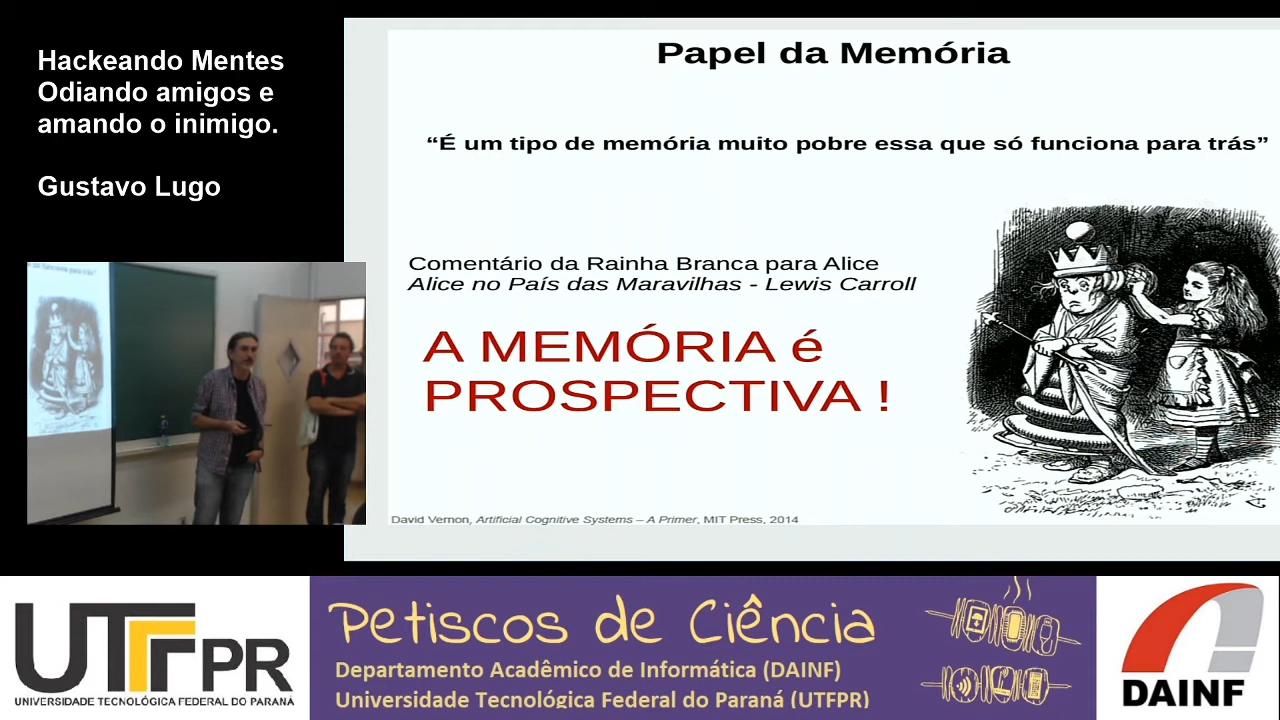 Hackeando Mentes
Odiando amigos e
amando o inimigo.
Gustavo Lugo
Papel da Memória
“É um tipo de memória muito pobre essa que só funciona para trás”
Comentário da Rainha Branca para Alice
Alice no País das Maravilhas - Lewis Carroll
A MEMÓRIA é
PROSPECTIVA !
David Vernon, Artificial Cognitive Systems – A Primer, MIT Press, 2014
UTFPR
UNIVERSIDADE TECNOLÓGICA FEDERAL DO PARANÁ
Petiscos de Ciência
Departamento Acadêmico de Informática (DAINF)
Universidade Tecnológica Federal do Paraná (UTFPR)
DAINF